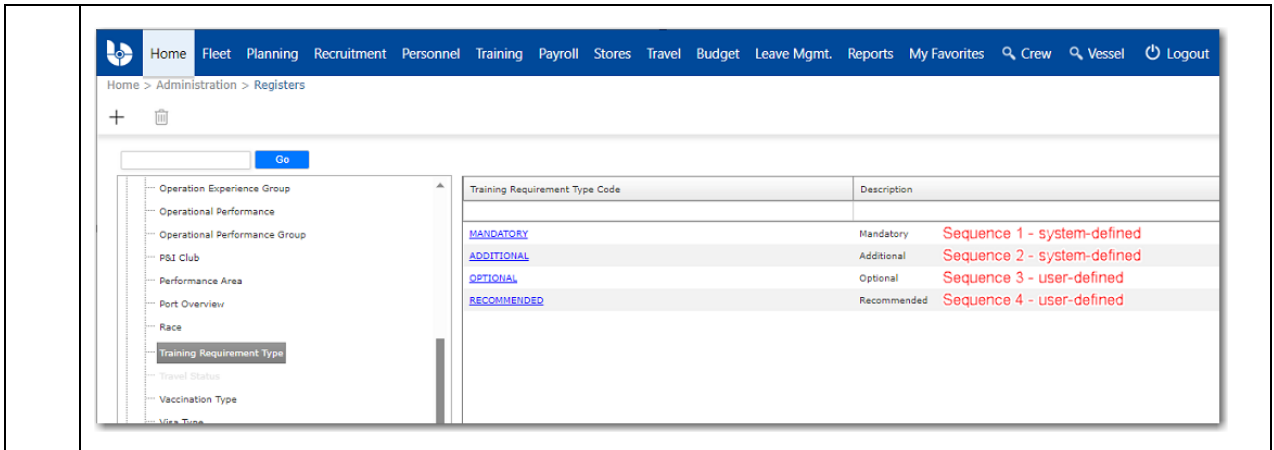 Home Fleet Planning Recruitment Personnel Training Payroll Stores Travel Budget Leave Mgmt. Reports My Favorites Crew Vessel Logout
Home > Administration > Registers
Go
Operation Experience Group
Operational Performance
Operational Performance Group
P&I Club
Performance Area
Port Overview
Race
Training Requirement Type
Travel Status
Vaccination Type
Visa Type
Training Requirement Type Code Description
MANDATORY Mandatory Sequence 1 - system-defined
ADDITIONAL Additional Sequence 2 - system-defined
OPTIONAL Optional Sequence 3 - user-defined
RECOMMENDED Recommended Sequence 4 - user-defined